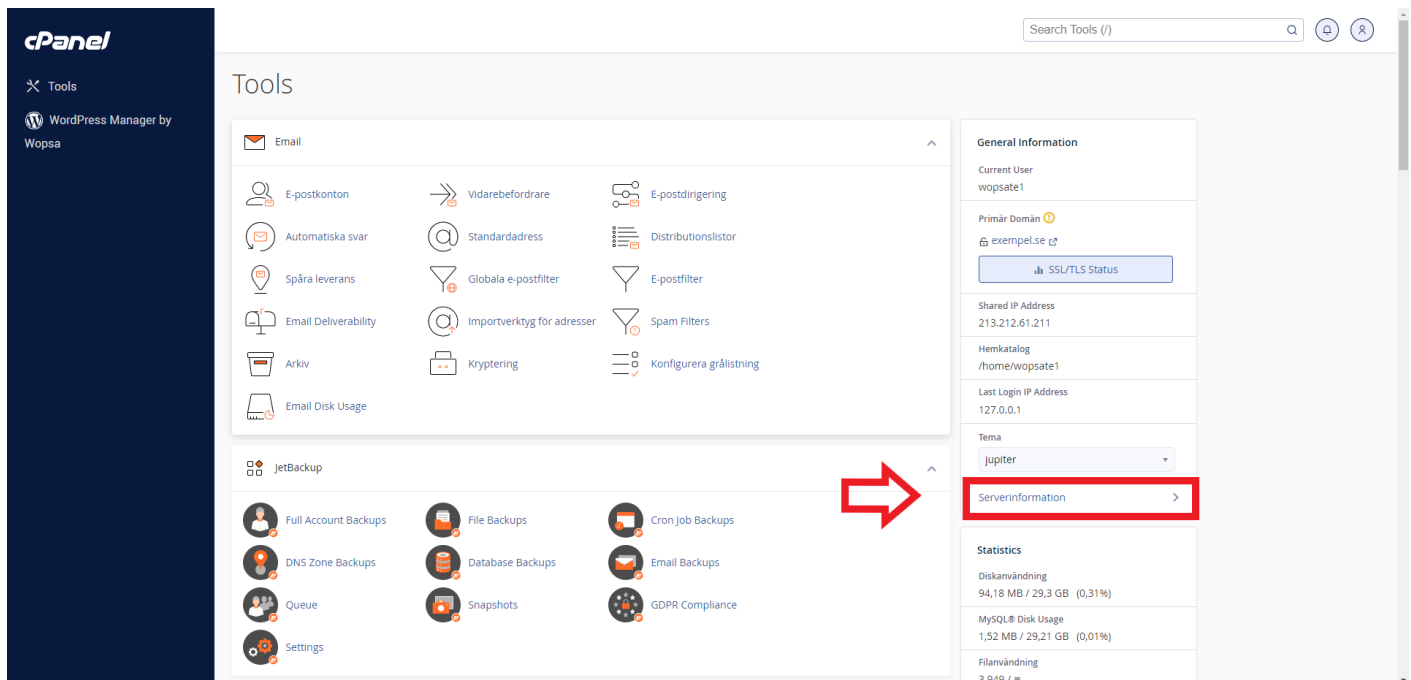 cPanel
Search Tools (/)
Tools
WordPress Manager by
Wopsa
Tools
Email
E-postkonton
Vidarebefordrare
E-postdirigering
Automatiska svar
Standardadress
Distributionslistor
Spåra leverans
Globala e-postfilter
E-postfilter
Email Deliverability
Importverktyg för adresser
Spam Filters
Arkiv
Kryptering
Konfigurera grålistning
Email Disk Usage
JetBackup
Full Account Backups
File Backups
Cron Job Backups
DNS Zone Backups
Database Backups
Email Backups
Queue
Snapshots
GDPR Compliance
Settings
General Information
Current User
wopsate1
Primär Domän
exempel.se
SSL/TLS Status
Shared IP Address
213.212.61.211
Hemkatalog
/home/wopsate1
Last Login IP Address
127.0.0.1
Tema
jupiter
Serverinformation
Statistics
Diskanvändning
94,18 MB / 29,3 GB (0,31%)
MySQL® Disk Usage
1,52 MB / 29,21 GB (0,01%)
Filanvändning
3 949 / ∞